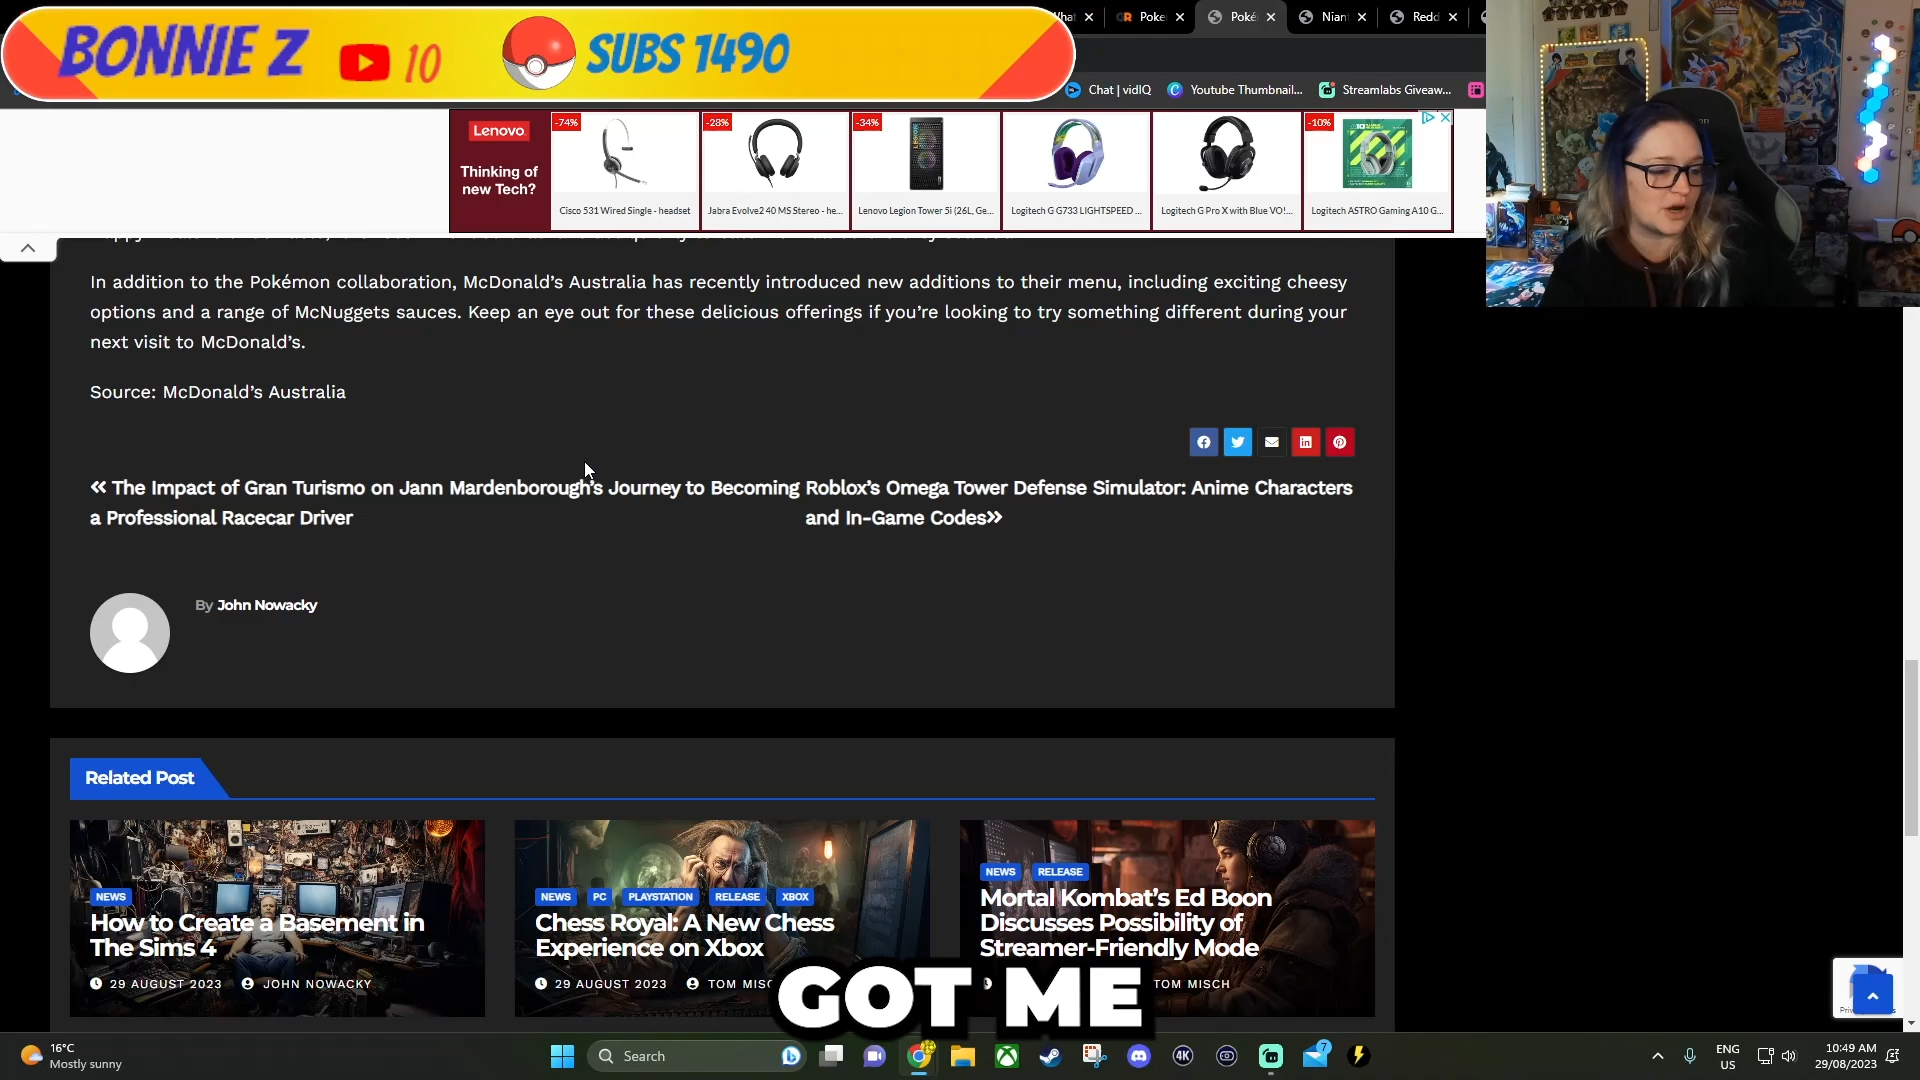 BONNIE Z
10
SUBS 1490
Poke
Poké
Nian
Redd
Chat | vidIQ
Youtube Thumbnail...
Streamlabs Giveaw...
Lenovo
Thinking of
new Tech?
-74%
-28%
-34%
-10%
Cisco 531 Wired Single - headset
Jabra Evolve2 40 MS Stereo - he...
Lenovo Legion Tower 5i (26L, Ge...
Logitech G G733 LIGHTSPEED ...
Logitech G Pro X with Blue VO!...
Logitech ASTRO Gaming A10 G...
In addition to the Pokémon collaboration, McDonald’s Australia has recently introduced new additions to their menu, including exciting cheesy
options and a range of McNuggets sauces. Keep an eye out for these delicious offerings if you’re looking to try something different during your
next visit to McDonald’s.
Source: McDonald’s Australia
« The Impact of Gran Turismo on Jann Mardenborough’s Journey to Becoming
a Professional Racecar Driver
Roblox’s Omega Tower Defense Simulator: Anime Characters
and In-Game Codes»
By John Nowacky
Related Post
NEWS
How to Create a Basement in
The Sims 4
29 AUGUST 2023 JOHN NOWACKY
NEWS PC PLAYSTATION RELEASE XBOX
Chess Royal: A New Chess
Experience on Xbox
29 AUGUST 2023 TOM MISC
NEWS RELEASE
Mortal Kombat’s Ed Boon
Discusses Possibility of
Streamer-Friendly Mode
TOM MISCH
GOT ME
16°C
Mostly sunny
Search
4K
7
ENG
US
10:49 AM
29/08/2023